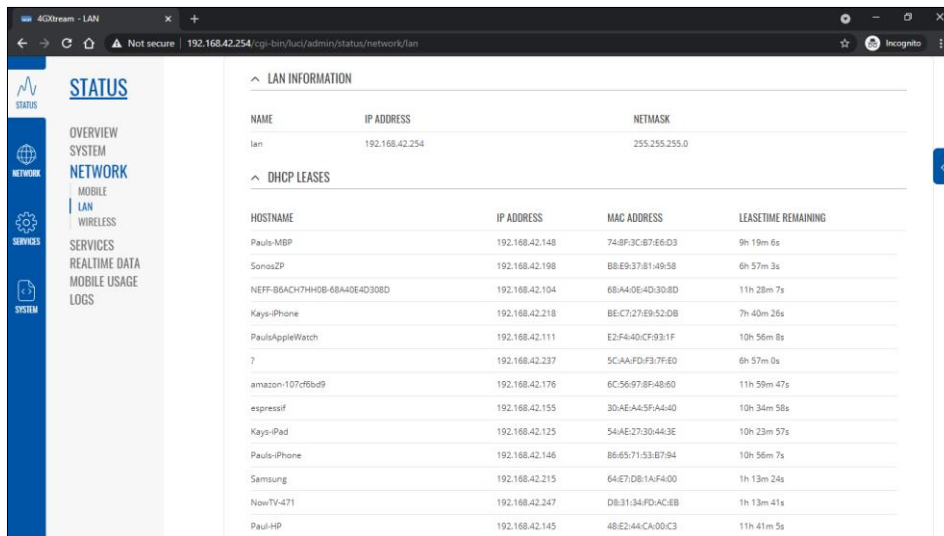 4GXtream - LAN
Not secure | 192.168.42.254/cgi-bin/luci/admin/status/network/lan
Incognito
STATUS
NETWORK
SERVICES
SYSTEM
STATUS
OVERVIEW
SYSTEM
NETWORK
MOBILE
LAN
WIRELESS
SERVICES
REALTIME DATA
MOBILE USAGE
LOGS
LAN INFORMATION
NAME IP ADDRESS NETMASK
lan 192.168.42.254 255.255.255.0
DHCP LEASES
HOSTNAME IP ADDRESS MAC ADDRESS LEASETIME REMAINING
Pauls-MBP 192.168.42.148 74:8F:3C:B7:E6:D3 9h 19m 6s
SonosZP 192.168.42.198 B8:E9:37:81:49:58 6h 57m 3s
NEFF-B6ACH7HH0B-68A40E4D308D 192.168.42.104 68:A4:0E:4D:30:8D 11h 28m 7s
Kays-iPhone 192.168.42.218 BE:C7:27:E9:52:DB 7h 40m 26s
PaulsAppleWatch 192.168.42.111 E2:F4:40:CF:93:1F 10h 56m 8s
? 192.168.42.237 5C:AA:FD:F3:7F:E0 6h 57m 0s
amazon-107cf6bd9 192.168.42.176 6C:56:97:8F:48:60 11h 59m 47s
espressif 192.168.42.155 30:AE:A4:5F:A4:40 10h 34m 58s
Kays-iPad 192.168.42.125 54:AE:27:30:44:3E 10h 23m 57s
Pauls-iPhone 192.168.42.146 86:65:71:53:B7:94 10h 56m 7s
Samsung 192.168.42.215 64:E7:D8:1A:F4:00 1h 13m 24s
NowTV-471 192.168.42.247 D8:31:34:FD:AC:EB 1h 13m 41s
Paul-HP 192.168.42.145 48:E2:44:CA:00:C3 11h 41m 5s